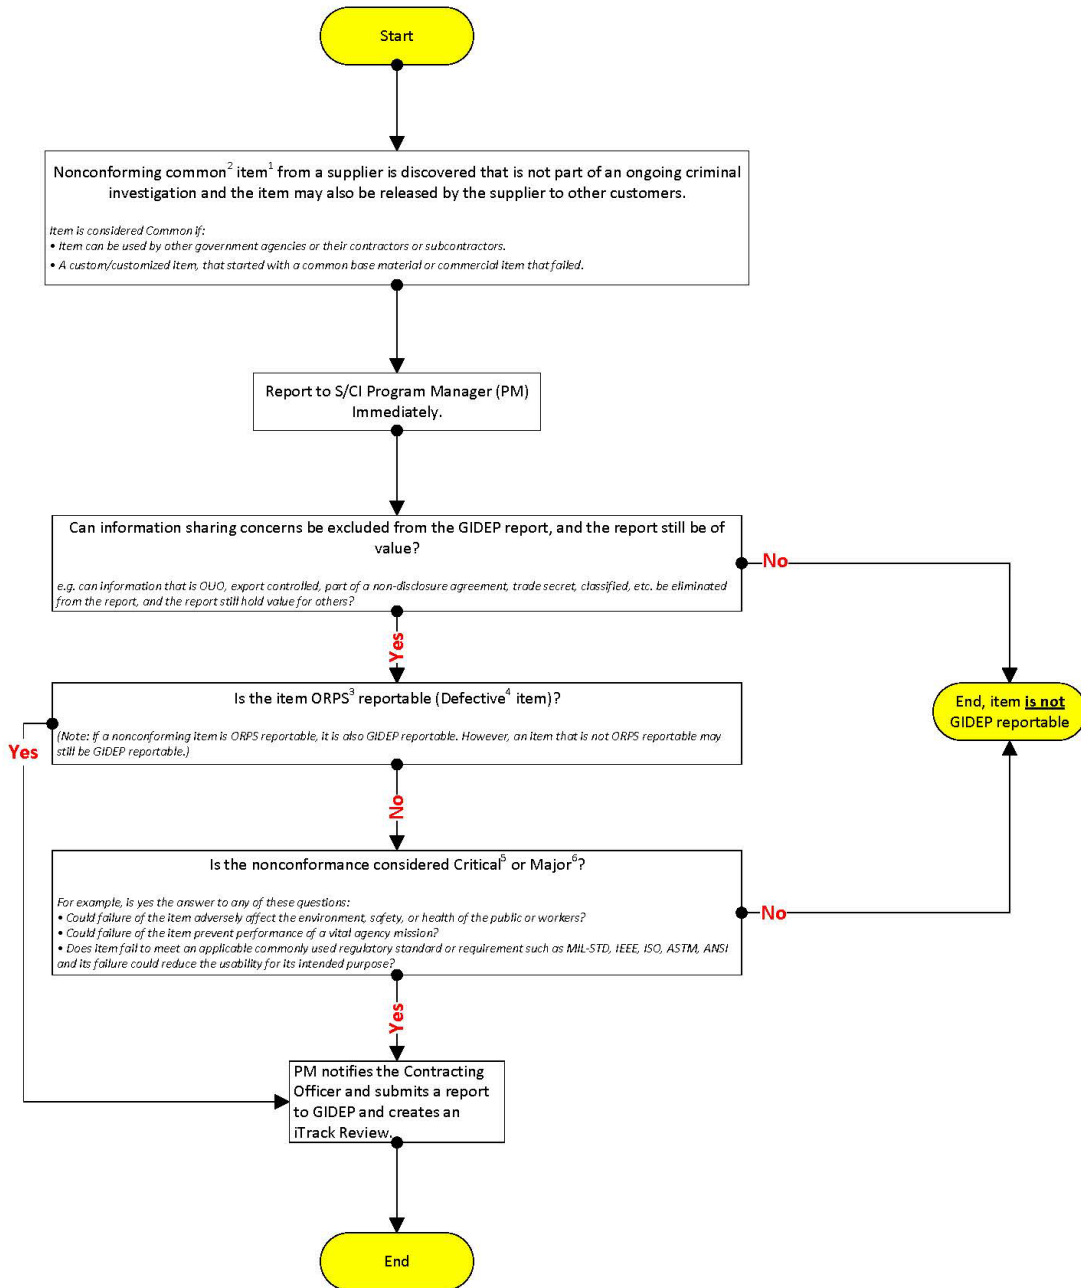 Start
Nonconforming common² item¹ from a supplier is discovered that is not part of an ongoing criminal
investigation and the item may also be released by the supplier to other customers.
Item is considered Common if:
• Item can be used by other government agencies or their contractors or subcontractors.
• A custom/customized item, that started with a common base material or commercial item that failed.
Report to S/CI Program Manager (PM)
Immediately.
Can information sharing concerns be excluded from the GIDEP report, and the report still be of
value?
e.g. can information that is OUO, export controlled, part of a non-disclosure agreement, trade secret, classified, etc. be eliminated
from the report, and the report still hold value for others?
No
Yes
Is the item ORPS³ reportable (Defective⁴ item)?
(Note: If a nonconforming item is ORPS reportable, it is also GIDEP reportable. However, an item that is not ORPS reportable may
still be GIDEP reportable.)
End, item is not
GIDEP reportable
Yes
No
Is the nonconformance considered Critical⁵ or Major⁶?
For example, is yes the answer to any of these questions:
• Could failure of the item adversely affect the environment, safety, or health of the public or workers?
• Could failure of the item prevent performance of a vital agency mission?
• Does item fail to meet an applicable commonly used regulatory standard or requirement such as MIL-STD, IEEE, ISO, ASTM, ANSI
and its failure could reduce the usability for its intended purpose?
No
Yes
PM notifies the Contracting
Officer and submits a report
to GIDEP and creates an
iTrack Review.
End